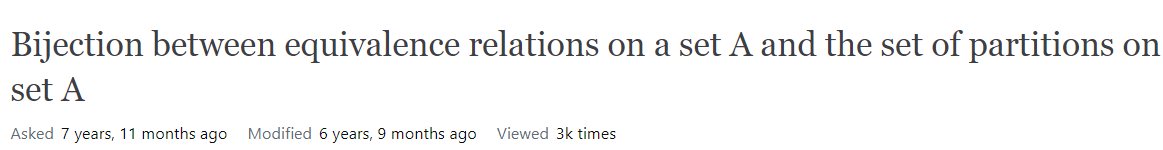 Bijection between equivalence relations on a set A and the set of partitions on
set A
Asked 7 years, 11 months ago Modified 6 years, 9 months ago Viewed 3k times